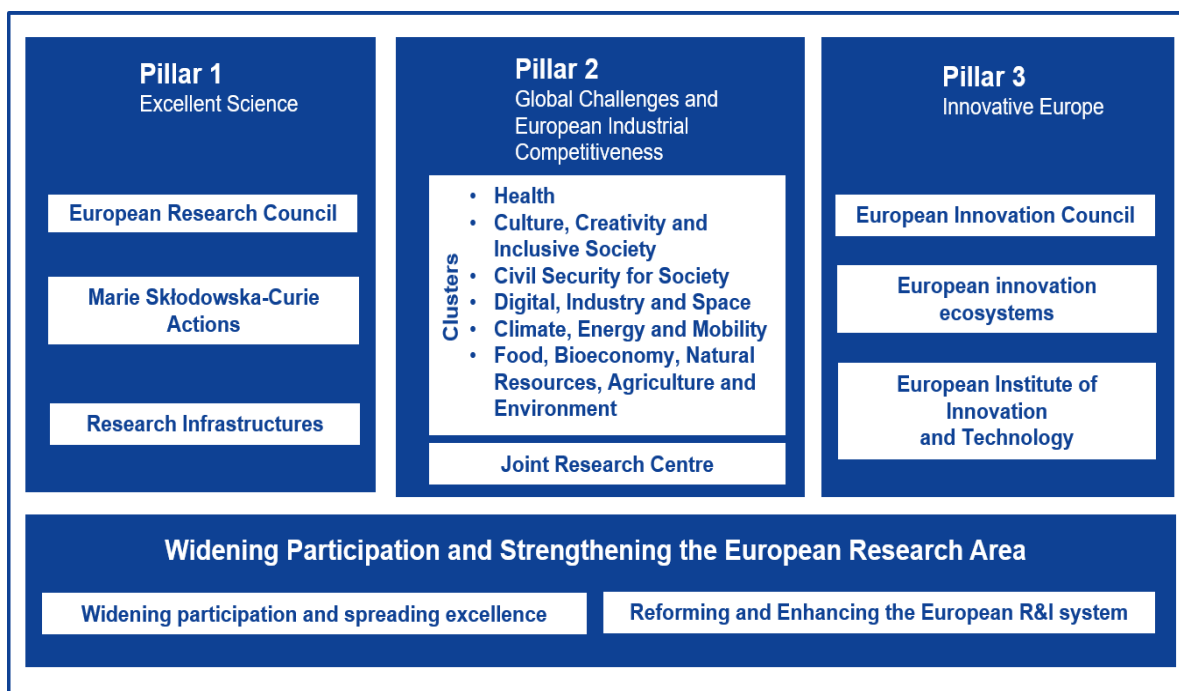 Pillar 1
Excellent Science
European Research Council
Marie Skłodowska-Curie
Actions
Research Infrastructures
Pillar 2
Global Challenges and
European Industrial
Competitiveness
Clusters
• Health
• Culture, Creativity and
Inclusive Society
• Civil Security for Society
• Digital, Industry and Space
• Climate, Energy and Mobility
• Food, Bioeconomy, Natural
Resources, Agriculture and
Environment
Joint Research Centre
Pillar 3
Innovative Europe
European Innovation Council
European innovation
ecosystems
European Institute of
Innovation
and Technology
Widening Participation and Strengthening the European Research Area
Widening participation and spreading excellence
Reforming and Enhancing the European R&I system